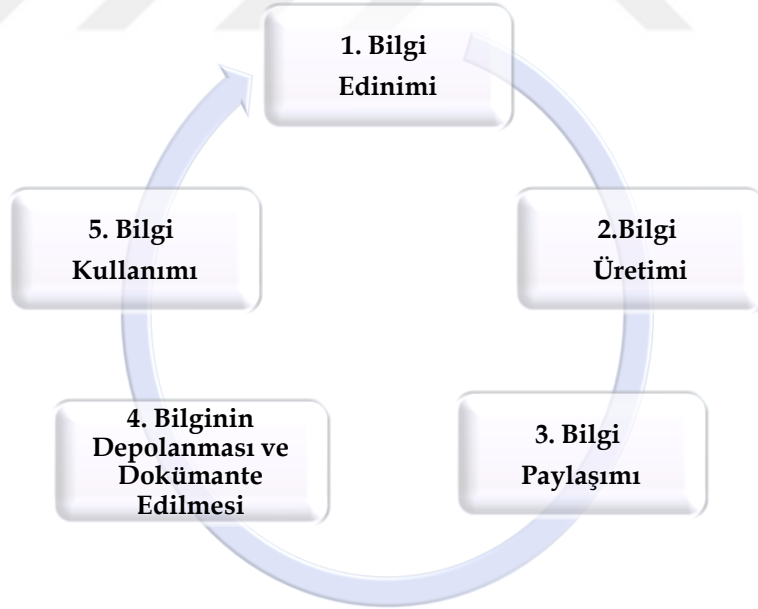 1. Bilgi
Edinimi
2.Bilgi
Üretimi
3. Bilgi
Paylaşımı
4. Bilginin
Depolanması ve
Dokümante
Edilmesi
5. Bilgi
Kullanımı